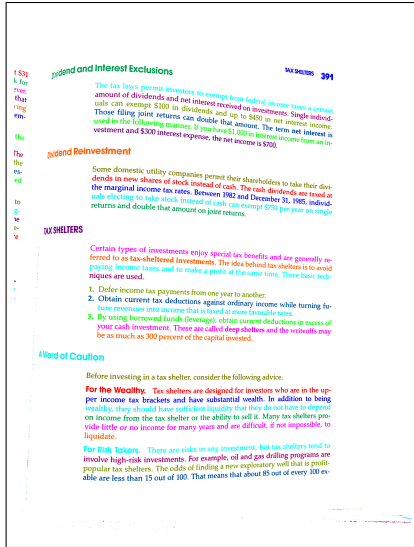 TAX SHELTERS 391
Dividend and Interest Exclusions
The tax laws permit investors to exempt from federal income taxes a certain
amount of dividends and net interest received on investments. Single individ-
uals can exempt $100 in dividends and up to $450 in net interest income.
Those filing joint returns can double that amount. The term net interest is
used in the following manner. If you have $1,000 in interest income from an in-
vestment and $300 interest expense, the net income is $700.
Dividend Reinvestment
Some domestic utility companies permit their shareholders to take their divi-
dends in new shares of stock instead of cash. The cash dividends are taxed at
the marginal income tax rates. Between 1982 and December 31, 1985, individ-
uals electing to take stock instead of cash can exempt $750 per year on single
returns and double that amount on joint returns.
TAX SHELTERS
Certain types of investments enjoy special tax benefits and are generally re-
ferred to as tax-sheltered investments. The idea behind tax shelters is to avoid
paying income taxes and to make a profit at the same time. Three basic tech-
niques are used.
1. Defer income tax payments from one year to another.
2. Obtain current tax deductions against ordinary income while turning fu-
ture revenues into income that is taxed at more favorable rates.
3. By using borrowed funds (leverage), obtain current deductions in excess of
your cash investment. These are called deep shelters and the writeoffs may
be as much as 300 percent of the capital invested.
A Word of Caution
Before investing in a tax shelter, consider the following advice.
For the Wealthy. Tax shelters are designed for investors who are in the up-
per income tax brackets and have substantial wealth. In addition to being
wealthy, they should have sufficient liquidity that they do not have to depend
on income from the tax shelter or the ability to sell it. Many tax shelters pro-
vide little or no income for many years and are difficult, if not impossible, to
liquidate.
For Risk Takers. There are risks in any investment, but tax shelters tend to
involve high-risk investments. For example, oil and gas drilling programs are
popular tax shelters. The odds of finding a new exploratory well that is profit-
able are less than 15 out of 100. That means that about 85 out of every 100 ex-